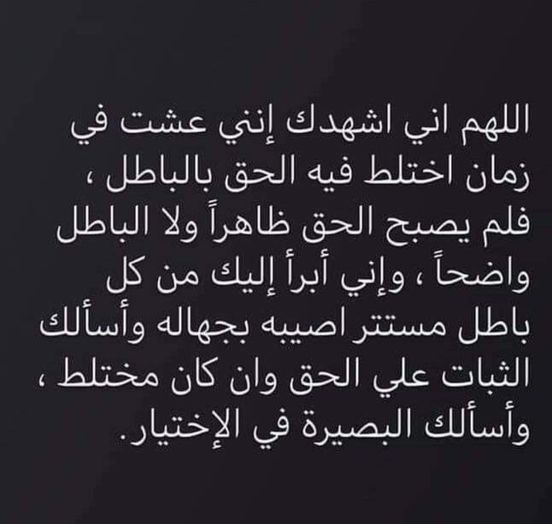 اللهم اني اشهدك إنني عشت في
زمان اختلط فيه الحق بالباطل ،
فلم يصبح الحق ظاهراً ولا الباطل
واضحاً ، وإني أبرأ إليك من كل
باطل مستتر اصيبه بجهاله وأسألك
الثبات علي الحق وان كان مختلط ،
وأسألك البصيرة في الإختيار.